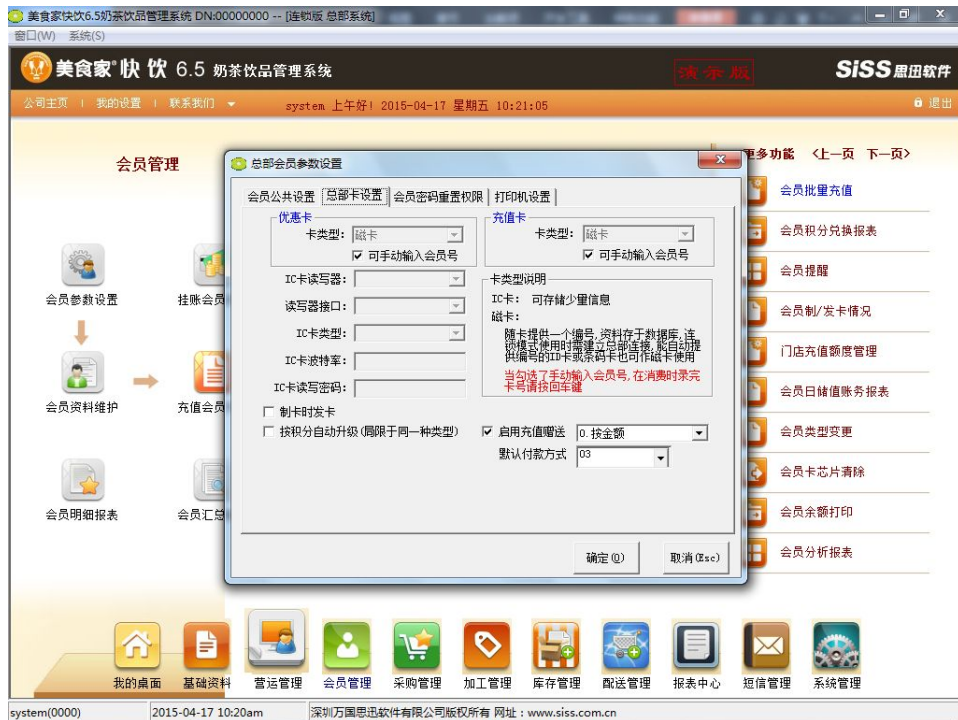 美食家快饮6.5奶茶饮品管理系统 DN:00000000 -- [连锁版 总部系统]
窗口(W) 系统(S)
美食家®快饮 6.5 奶茶饮品管理系统 演示版 SiSS思迅软件
公司主页 | 我的设置 | 联系我们 system 上午好! 2015-04-17 星期五 10:21:05 退出
会员管理
更多功能 〈上一页 下一页〉
会员批量充值
会员积分兑换报表
会员提醒
会员制/发卡情况
门店充值额度管理
会员日储值账务报表
会员类型变更
会员卡芯片清除
会员余额打印
会员分析报表
会员参数设置
挂账会员
会员资料维护
充值会员
会员明细报表
会员汇总
总部会员参数设置
会员公共设置 总部卡设置 会员密码重置权限 打印机设置
优惠卡
卡类型: 磁卡
可手动输入会员号
充值卡
卡类型: 磁卡
可手动输入会员号
IC卡读写器:
读写器接口:
IC卡类型:
IC卡波特率:
IC卡读写密码:
卡类型说明
IC卡: 可存储少量信息
磁卡:
随卡提供一个编号,资料存于数据库,连
锁模式使用时需建立总部连接,能自动提
供编号的ID卡或条码卡也可作磁卡使用
当勾选了手动输入会员号,在消费时录完
卡号请按回车键
制卡时发卡
按积分自动升级(局限于同一种类型)
启用充值赠送 0.按金额
默认付款方式 03
确定(Q) 取消(Esc)
我的桌面 基础资料 营运管理 会员管理 采购管理 加工管理 库存管理 配送管理 报表中心 短信管理 系统管理
system(0000) 2015-04-17 10:20am 深圳万国思迅软件有限公司版权所有 网址：www.siss.com.cn